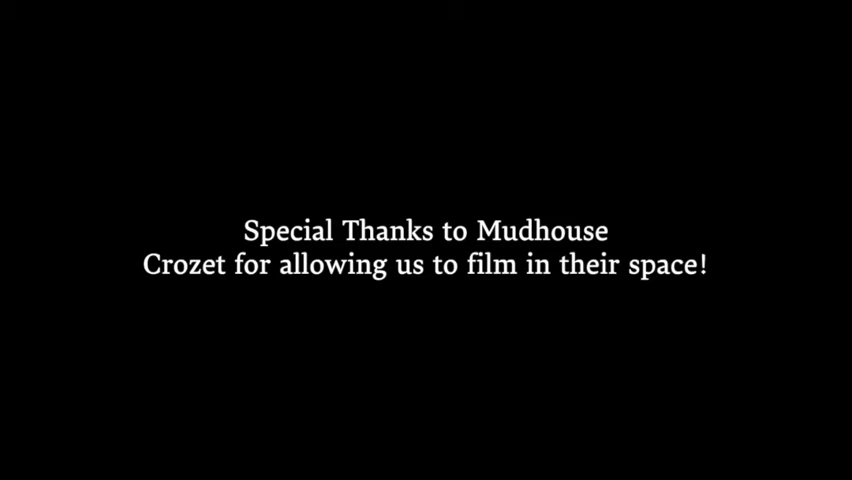 Special Thanks to Mudhouse
Crozet for allowing us to film in their space!